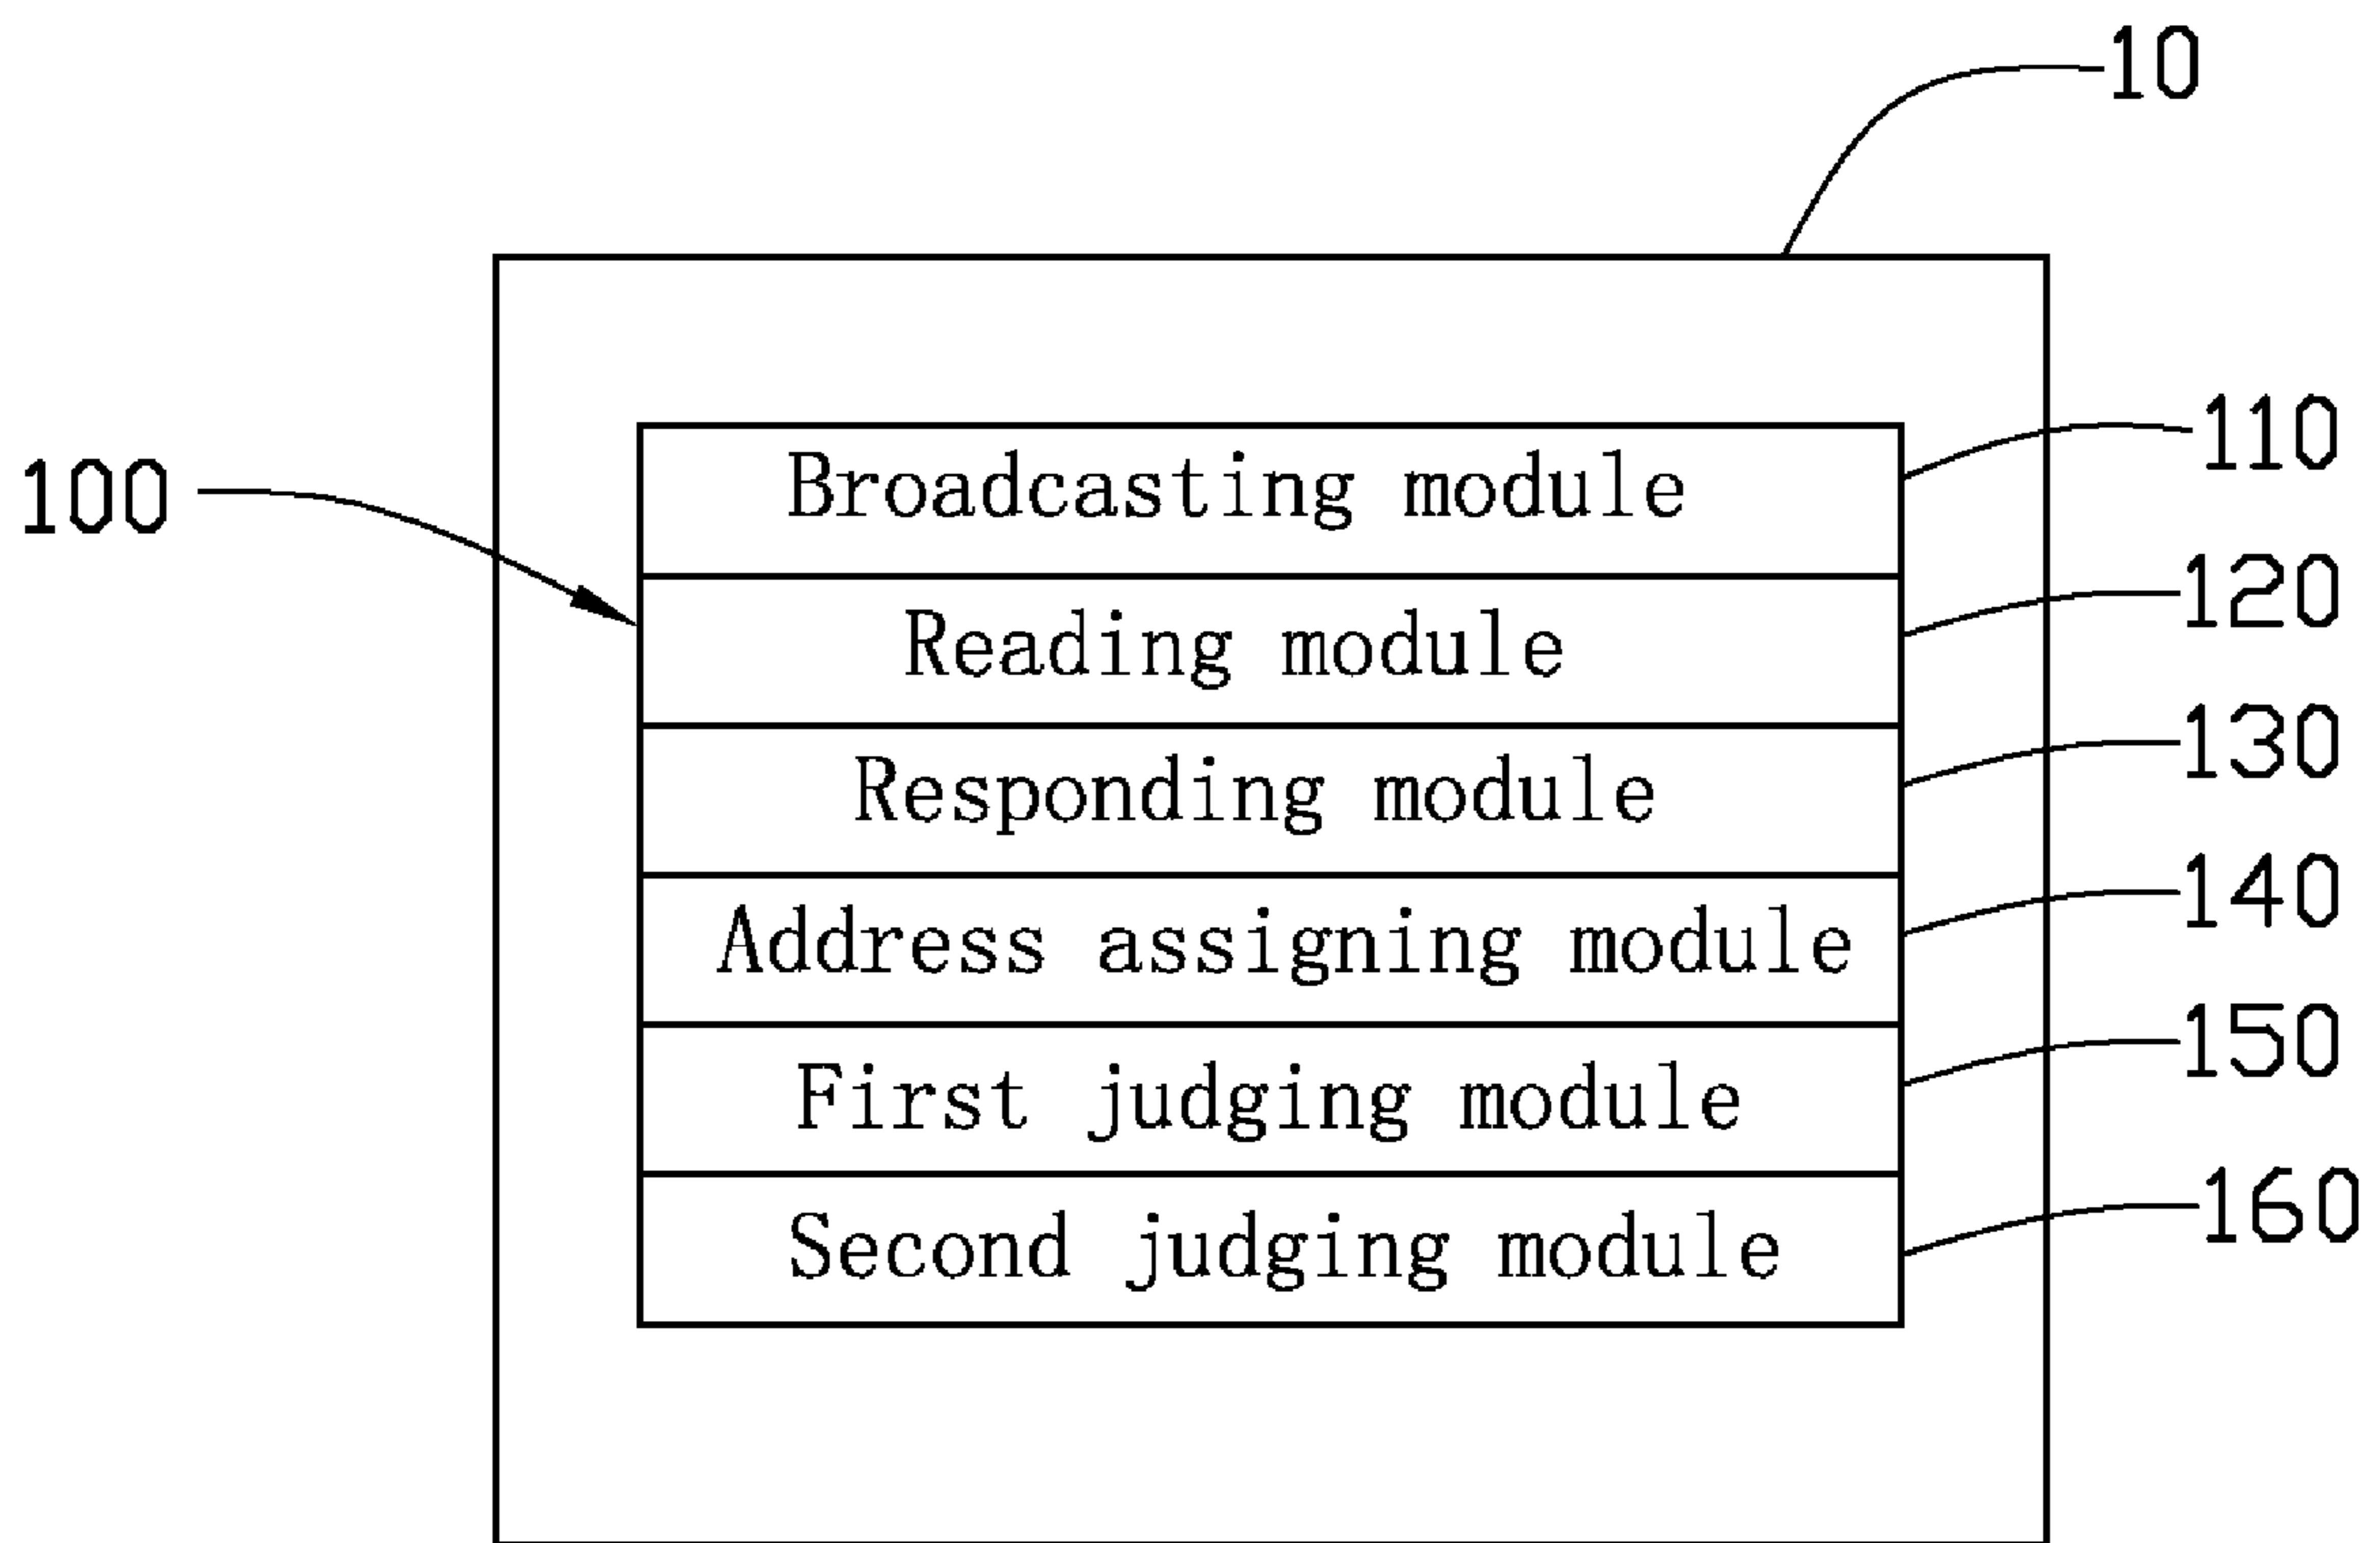 10
100
Broadcasting module 110
Reading module 120
Responding module 130
Address assigning module 140
First judging module 150
Second judging module 160